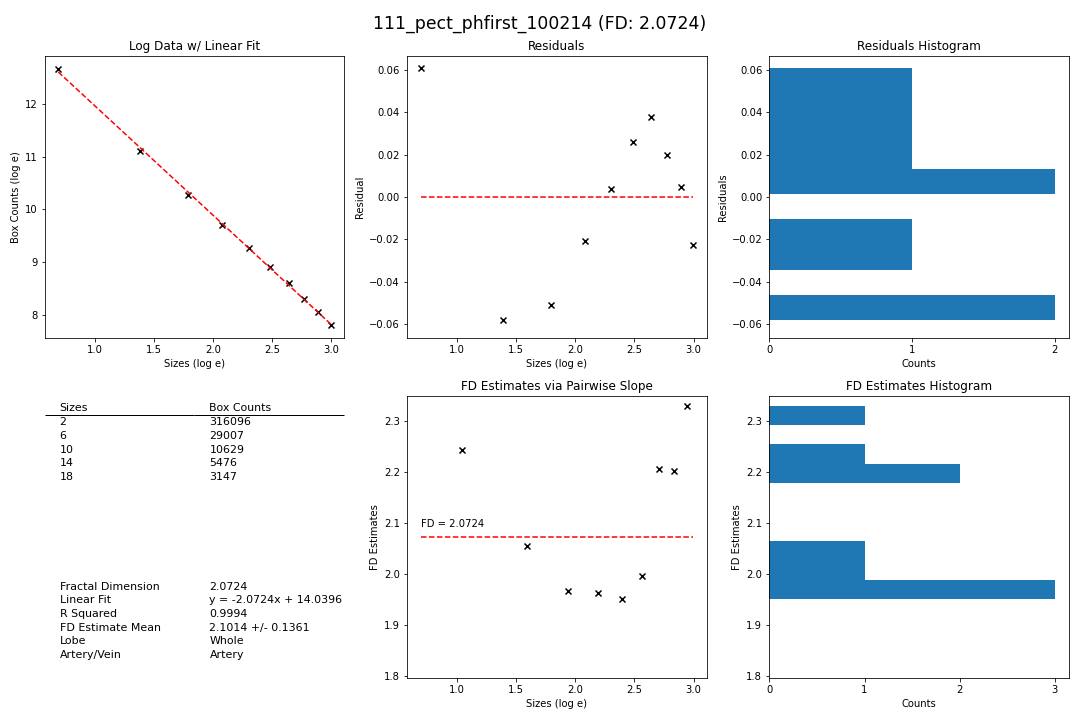 111_pect_phfirst_100214 (FD: 2.0724)
Log Data w/ Linear Fit
Box Counts (log e)
12
11
10
9
8
1.0 1.5 2.0 2.5 3.0
Sizes (log e)
Residuals
Residual
0.06
0.04
0.02
0.00
−0.02
−0.04
−0.06
1.0 1.5 2.0 2.5 3.0
Sizes (log e)
Residuals Histogram
Residuals
0.06
0.04
0.02
0.00
−0.02
−0.04
−0.06
0 1 2
Counts
Sizes Box Counts
2 316096
6 29007
10 10629
14 5476
18 3147
Fractal Dimension 2.0724
Linear Fit y = -2.0724x + 14.0396
R Squared 0.9994
FD Estimate Mean 2.1014 +/- 0.1361
Lobe Whole
Artery/Vein Artery
FD Estimates via Pairwise Slope
FD Estimates
2.3
2.2
2.1
2.0
1.9
1.8
FD = 2.0724
1.0 1.5 2.0 2.5 3.0
Sizes (log e)
FD Estimates Histogram
FD Estimates
2.3
2.2
2.1
2.0
1.9
1.8
0 1 2 3
Counts